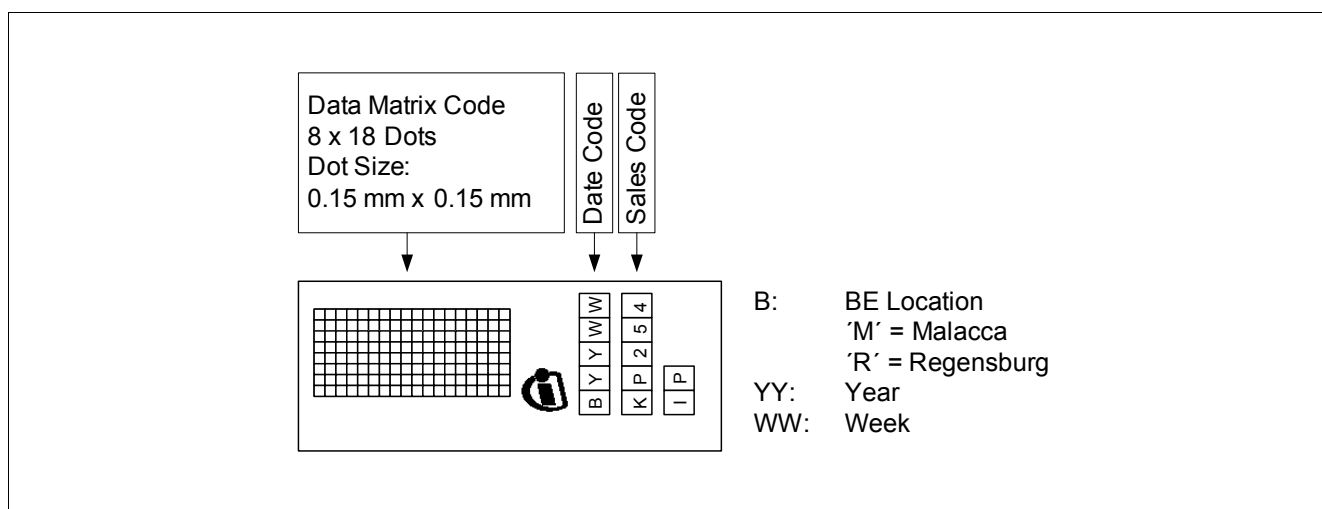 Data Matrix Code
8 x 18 Dots
Dot Size:
0.15 mm x 0.15 mm
Date Code
Sales Code
BYYWW
KP254
IP
B: BE Location
´M´ = Malacca
´R´ = Regensburg
YY: Year
WW: Week